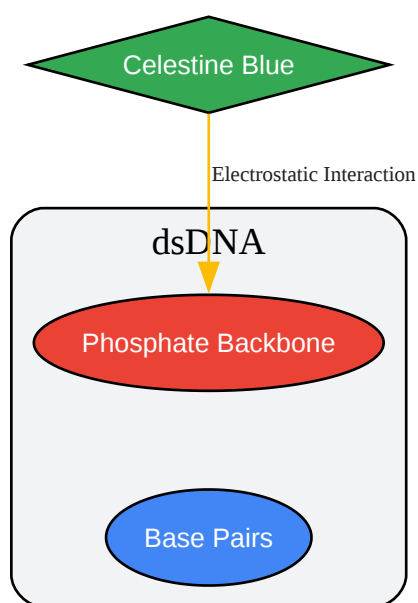 Celestine Blue
Electrostatic Interaction
dsDNA
Phosphate Backbone
Base Pairs